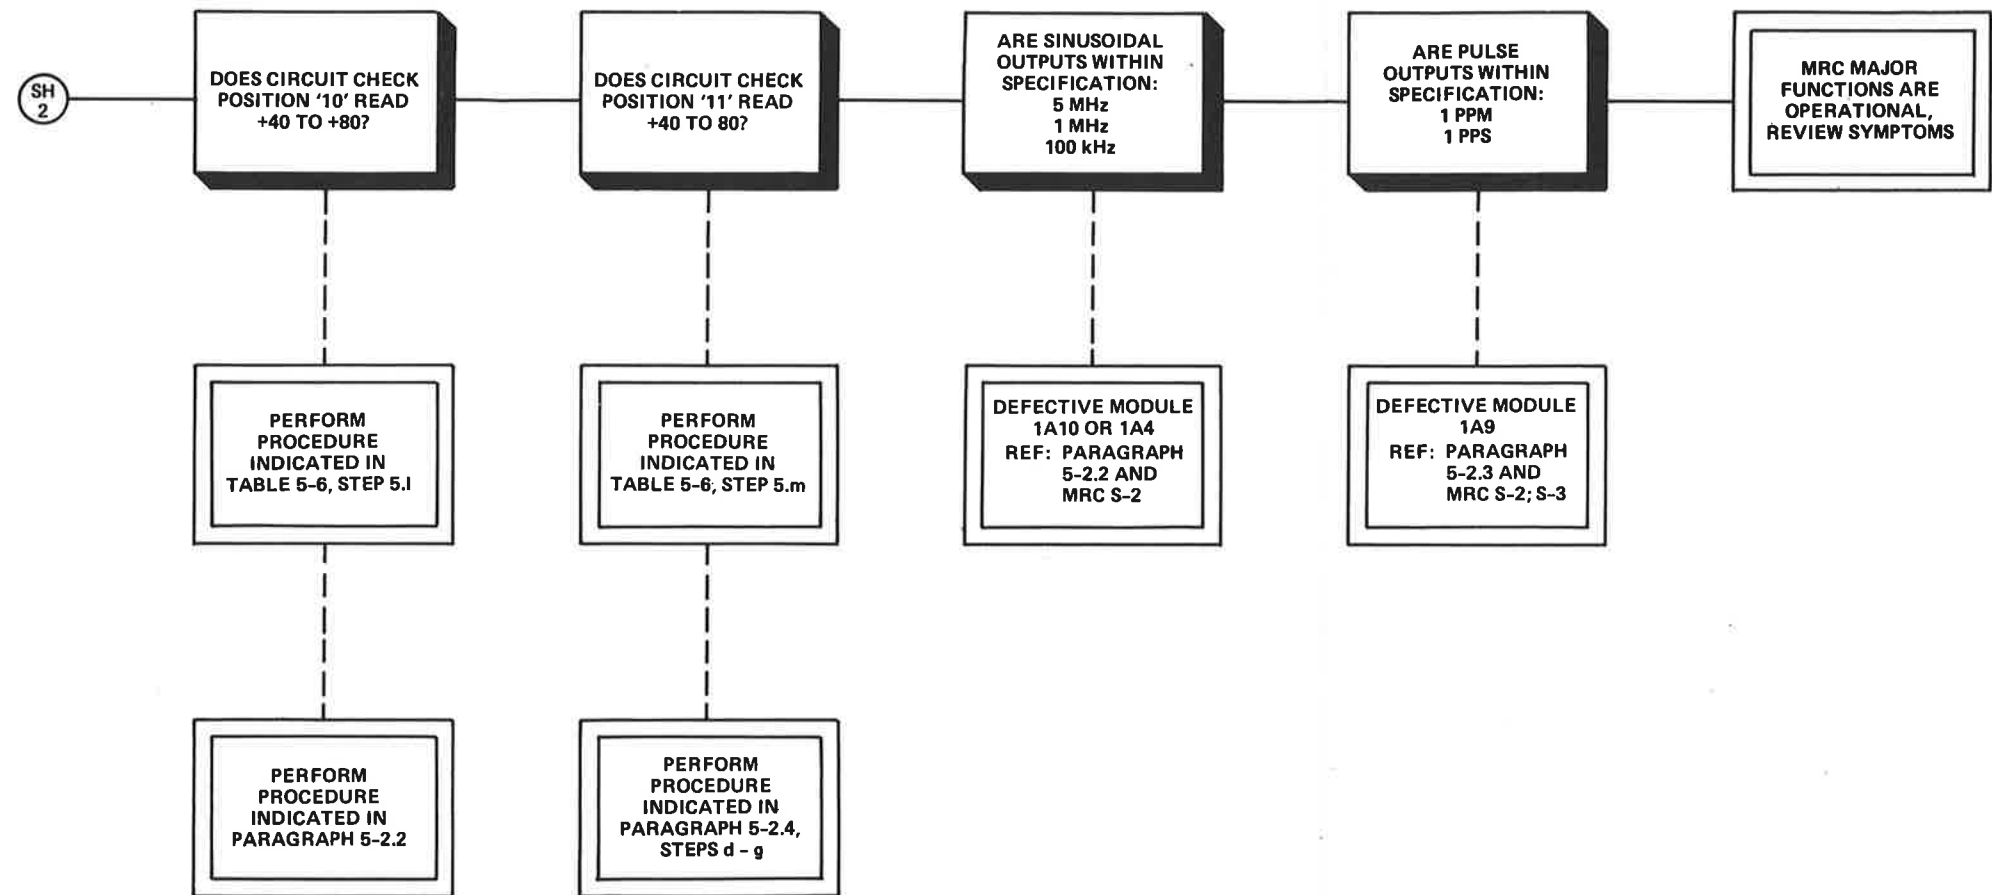 SH
2
DOES CIRCUIT CHECK
POSITION '10' READ
+40 TO +80?
DOES CIRCUIT CHECK
POSITION '11' READ
+40 TO 80?
ARE SINUSOIDAL
OUTPUTS WITHIN
SPECIFICATION:
5 MHz
1 MHz
100 kHz
ARE PULSE
OUTPUTS WITHIN
SPECIFICATION:
1 PPM
1 PPS
MRC MAJOR
FUNCTIONS ARE
OPERATIONAL,
REVIEW SYMPTOMS
PERFORM
PROCEDURE
INDICATED IN
TABLE 5-6, STEP 5.l
PERFORM
PROCEDURE
INDICATED IN
TABLE 5-6, STEP 5.m
DEFECTIVE MODULE
1A10 OR 1A4
REF: PARAGRAPH
5-2.2 AND
MRC S-2
DEFECTIVE MODULE
1A9
REF: PARAGRAPH
5-2.3 AND
MRC S-2; S-3
PERFORM
PROCEDURE
INDICATED IN
PARAGRAPH 5-2.2
PERFORM
PROCEDURE
INDICATED IN
PARAGRAPH 5-2.4,
STEPS d - g